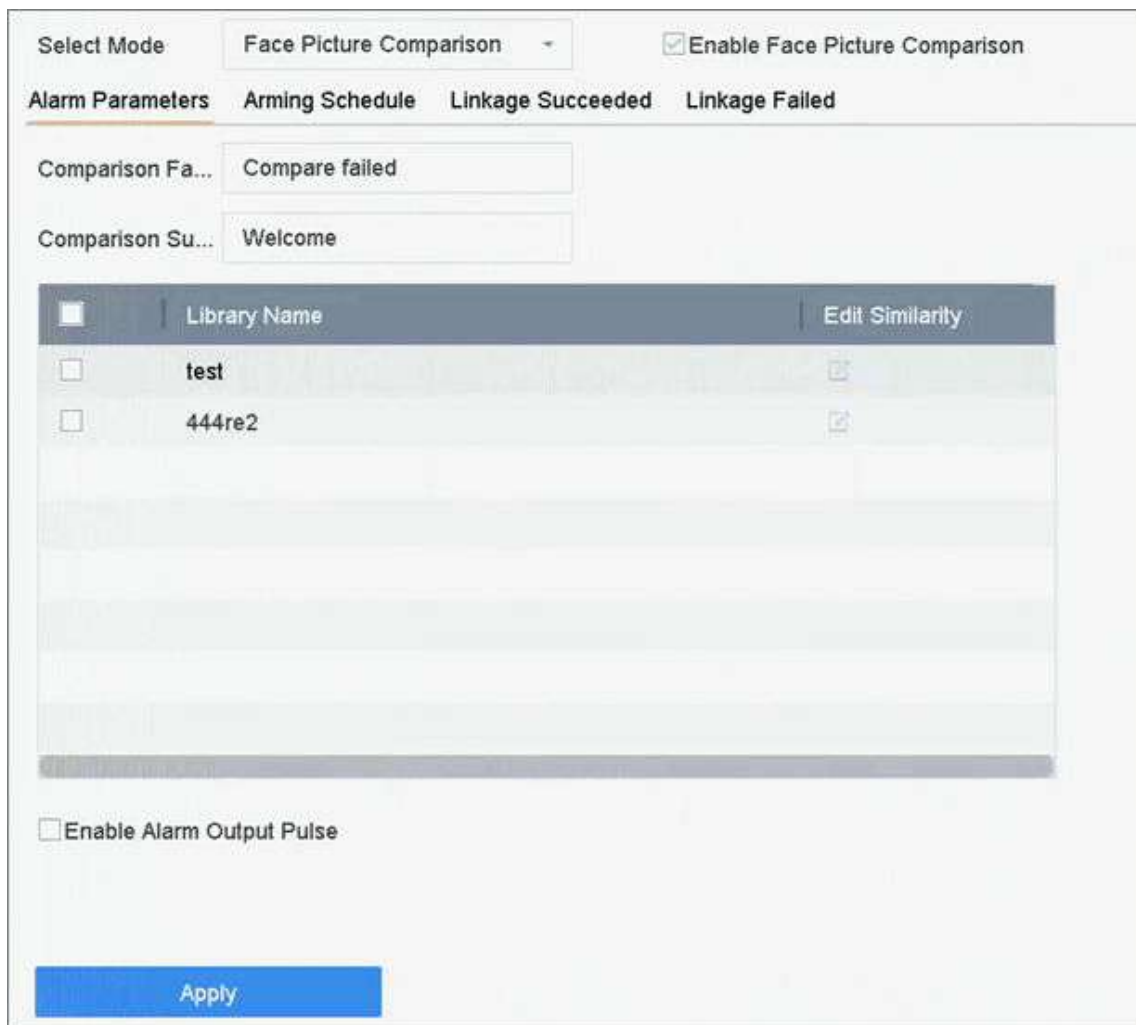 Select Mode Face Picture Comparison Enable Face Picture Comparison
Alarm Parameters Arming Schedule Linkage Succeeded Linkage Failed
Comparison Fa... Compare failed
Comparison Su... Welcome
Library Name Edit Similarity
test
444re2
Enable Alarm Output Pulse
Apply